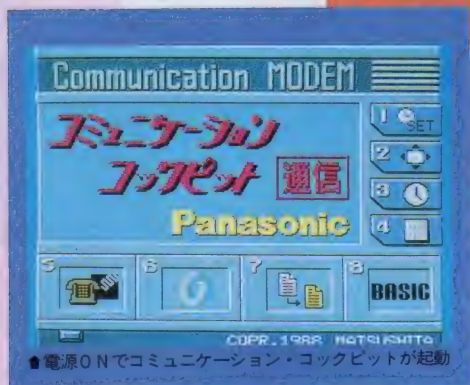 Communication MODEM
コミュニケーション
コックピット 通信
Panasonic
1 SET
2
3
4
5 6 7 8 BASIC
COPR.1988 MATSUSHITA
電源ONでコミュニケーション・コックピットが起動